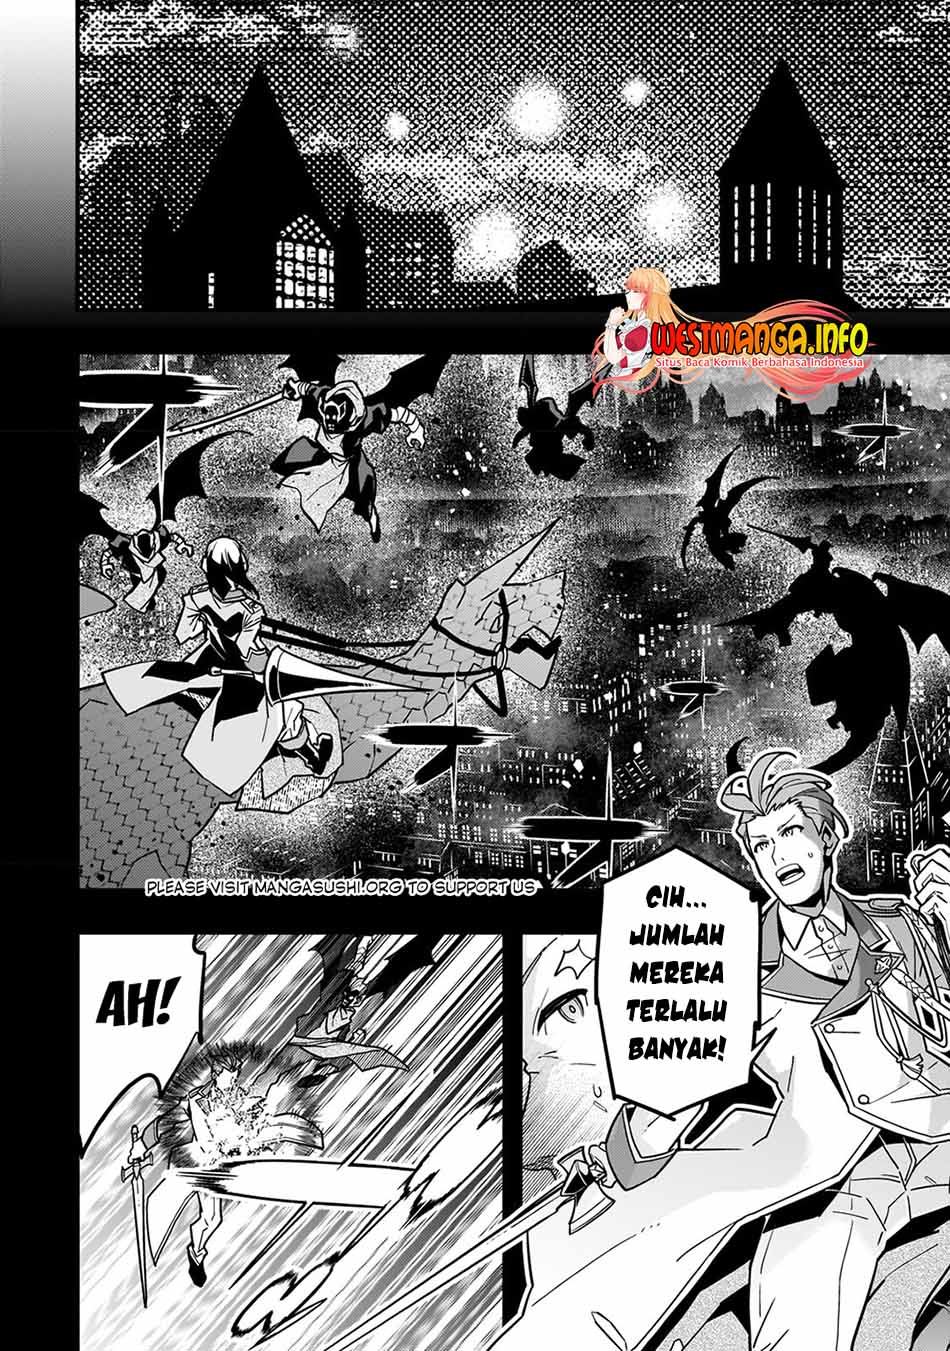 WESTMANGA.INFO
Situs Baca Komik Berbahasa Indonesia
PLEASE VISIT MANGASUSHI.ORG TO SUPPORT US
CIH...
JUMLAH
MEREKA
TERLALU
BANYAK!
AH!